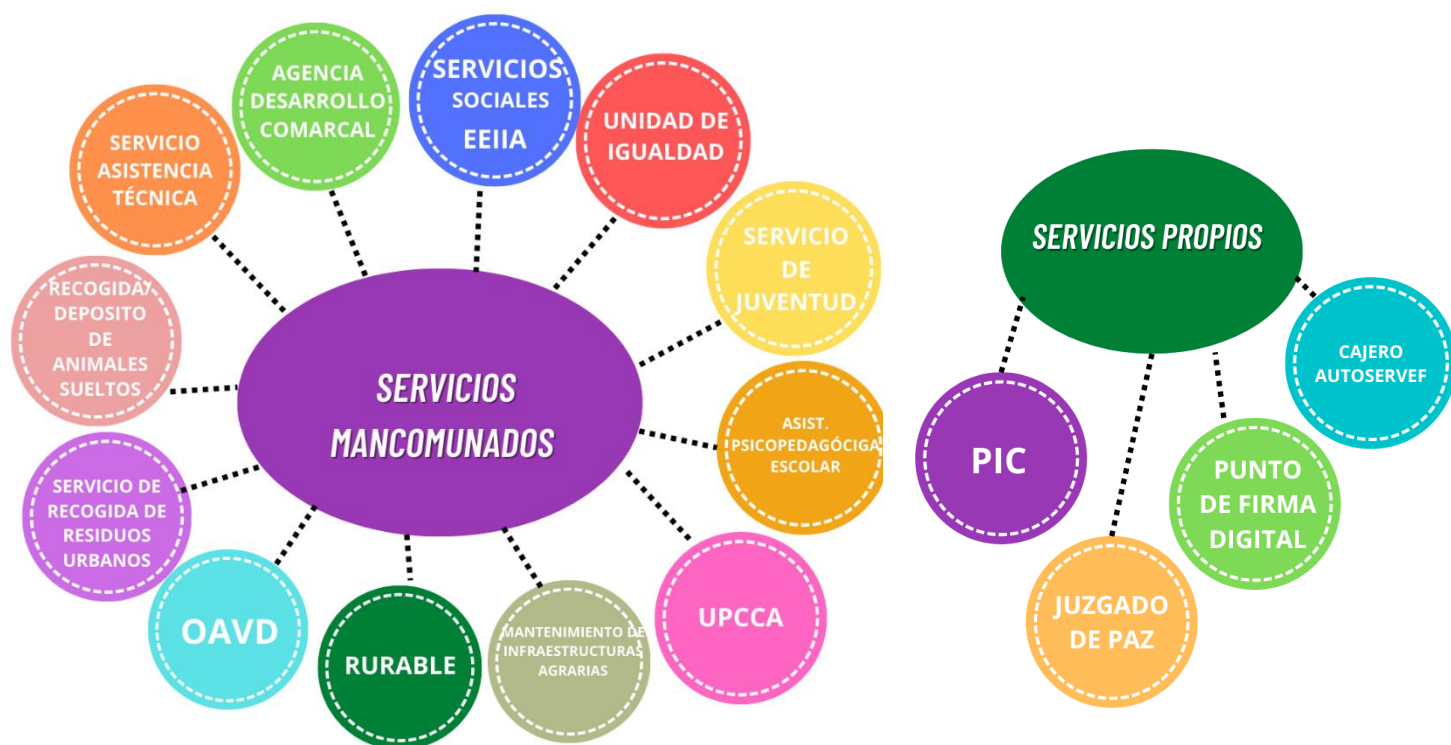 SERVICIOS
MANCOMUNADOS
AGENCIA
DESARROLLO
COMARCAL
SERVICIOS
SOCIALES
EEIIA
UNIDAD DE
IGUALDAD
SERVICIO
DE
JUVENTUD
ASIST.
PSICOPEDAGÓCIGA
ESCOLAR
UPCCA
MANTENIMIENTO DE
INFRAESTRUCTURAS
AGRARIAS
RURABLE
OAVD
SERVICIO DE
RECOGIDA DE
RESIDUOS
URBANOS
RECOGIDA/
DEPOSITO
DE
ANIMALES
SUELTOS
SERVICIO
ASISTENCIA
TÉCNICA
SERVICIOS PROPIOS
CAJERO
AUTOSERVEF
PUNTO
DE FIRMA
DIGITAL
JUZGADO
DE PAZ
PIC